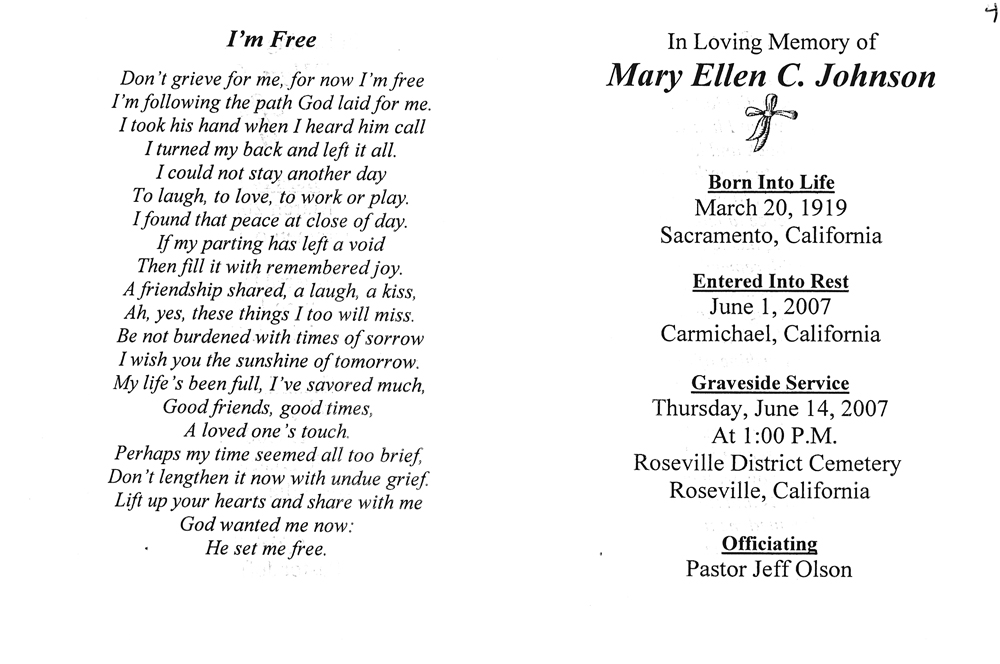 I'm Free
Don't grieve for me, for now I'm free
I'm following the path God laid for me.
I took his hand when I heard him call
I turned my back and left it all.
I could not stay another day
To laugh, to love, to work or play.
I found that peace at close of day.
If my parting has left a void
Then fill it with remembered joy.
A friendship shared, a laugh, a kiss,
Ah, yes, these things I too will miss.
Be not burdened with times of sorrow
I wish you the sunshine of tomorrow.
My life's been full, I've savored much,
Good friends, good times,
A loved one's touch.
Perhaps my time seemed all too brief,
Don't lengthen it now with undue grief.
Lift up your hearts and share with me
God wanted me now:
He set me free.
4
In Loving Memory of
Mary Ellen C. Johnson
Born Into Life
March 20, 1919
Sacramento, California
Entered Into Rest
June 1, 2007
Carmichael, California
Graveside Service
Thursday, June 14, 2007
At 1:00 P.M.
Roseville District Cemetery
Roseville, California
Officiating
Pastor Jeff Olson